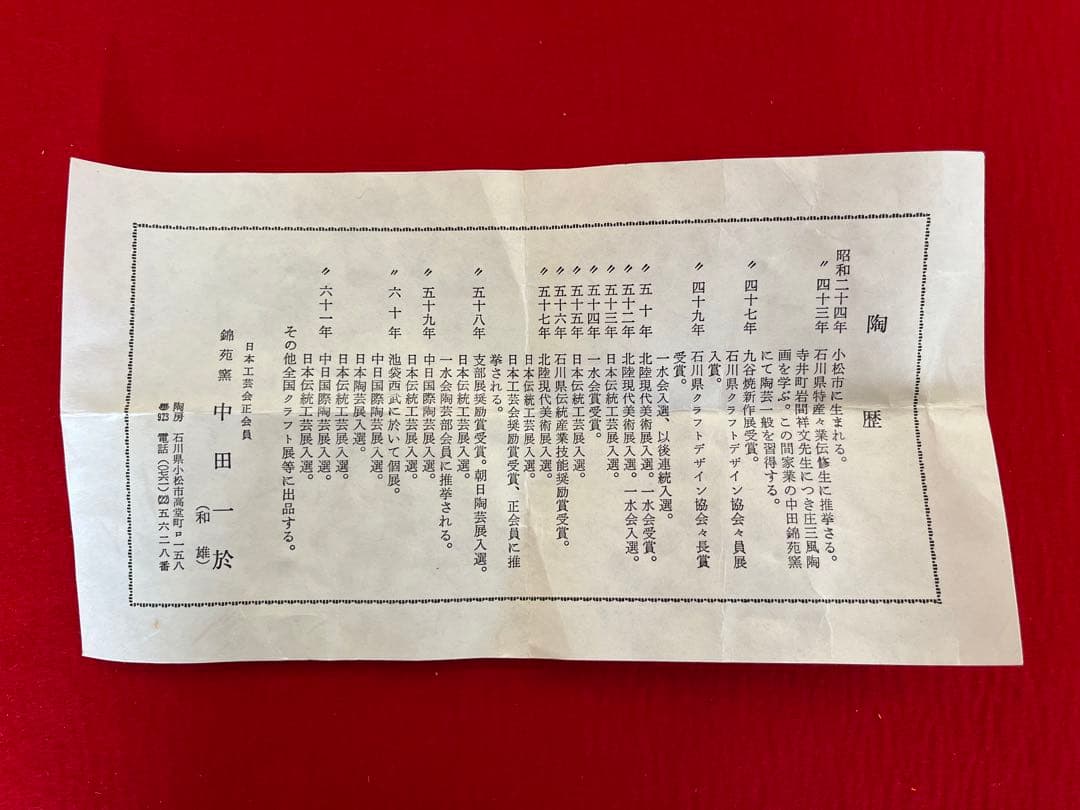 陶歴
昭和二十四年 小松市に生まれる。
〃 四十三年 石川県特産々業伝修生に推挙さる。
寺井町岩間祥文先生につき庄三風陶
画を学ぶ。この間家業の中田錦苑窯
にて陶芸一般を習得する。
〃 四十七年 九谷焼新作展受賞。
石川県クラフトデザイン協会々員展
入賞。
〃 四十九年 石川県クラフトデザイン協会々長賞
受賞。
一水会入選、以後連続入選。
〃 五十年 北陸現代美術展入選。一水会受賞。
〃 五十二年 北陸現代美術展入選。一水会入選。
〃 五十三年 日本伝統工芸展入選。
〃 五十四年 一水会賞受賞。
〃 五十五年 日本伝統工芸展入選。
〃 五十六年 石川県伝統産業技能奨励賞受賞。
〃 五十七年 北陸現代美術展入選。
日本伝統工芸展入選。
日本工芸会奨励賞受賞、正会員に推
挙される。
〃 五十八年 支部展奨励賞受賞。朝日陶芸展入選。
日本伝統工芸展入選。
一水会陶芸部会員に推挙される。
〃 五十九年 中日国際陶芸展入選。
日本伝統工芸展入選。
〃 六十年 池袋西武に於いて個展。
中日国際陶芸展入選。
日本陶芸展入選。
日本伝統工芸展入選。
〃 六十一年 中日国際陶芸展入選。
日本伝統工芸展入選。
その他全国クラフト展等に出品する。
日本工芸会正会員
錦苑窯 中田一於
(和雄)
陶房 石川県小松市高堂町ロ一五八
〒923 電話(〇七六一)(22)五六二八番